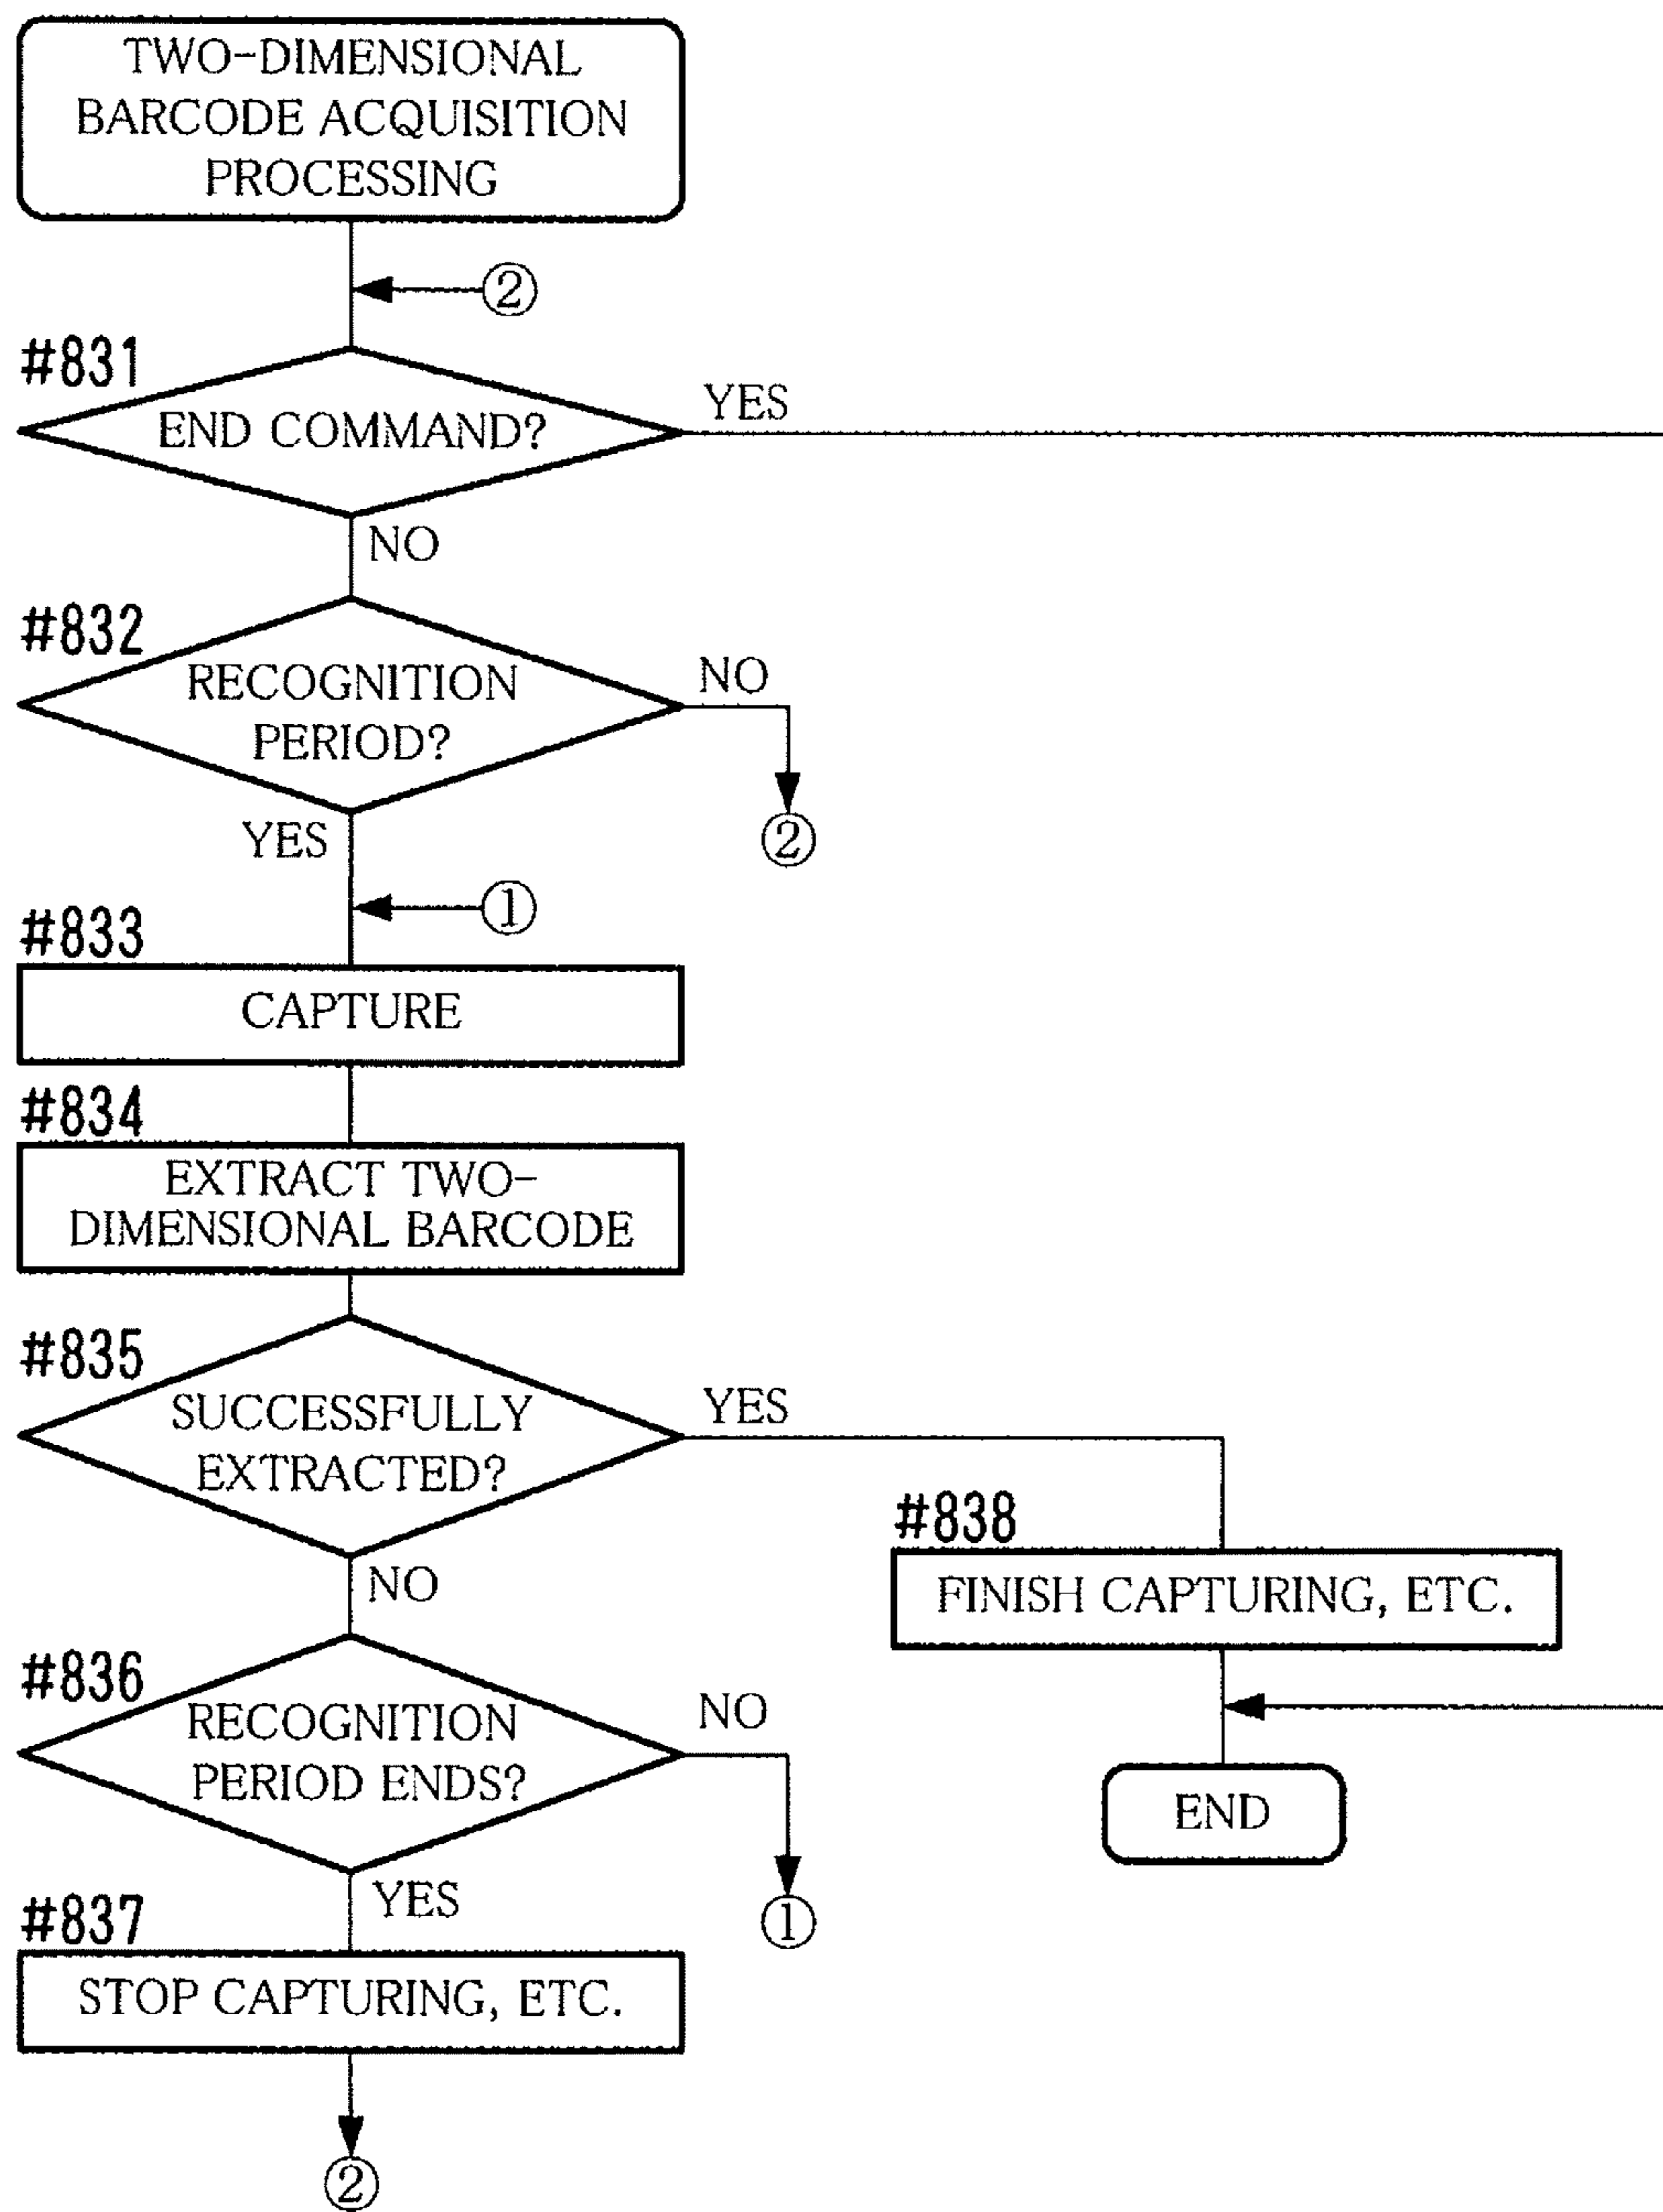 TWO-DIMENSIONAL
BARCODE ACQUISITION
PROCESSING
②
#831
END COMMAND?
YES
NO
#832
RECOGNITION
PERIOD?
NO
②
YES
①
#833
CAPTURE
#834
EXTRACT TWO-
DIMENSIONAL BARCODE
#835
SUCCESSFULLY
EXTRACTED?
YES
#838
FINISH CAPTURING, ETC.
NO
#836
RECOGNITION
PERIOD ENDS?
NO
END
①
YES
#837
STOP CAPTURING, ETC.
②